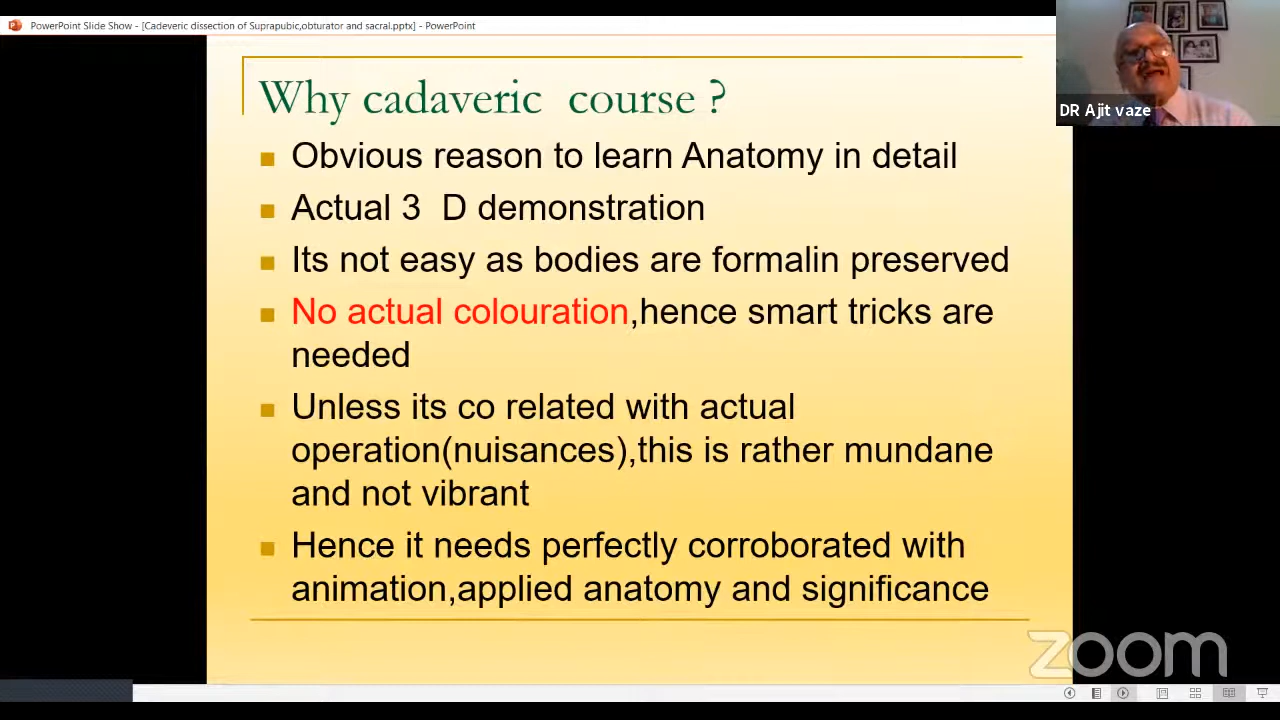 PowerPoint Slide Show - [Cadeveric dissection of Suprapubic,obturator and sacral.pptx] - PowerPoint
DR Ajit vaze
Why cadaveric course ?
Obvious reason to learn Anatomy in detail
Actual 3 D demonstration
Its not easy as bodies are formalin preserved
No actual colouration,hence smart tricks are
needed
Unless its co related with actual
operation(nuisances),this is rather mundane
and not vibrant
Hence it needs perfectly corroborated with
animation,applied anatomy and significance
zoom